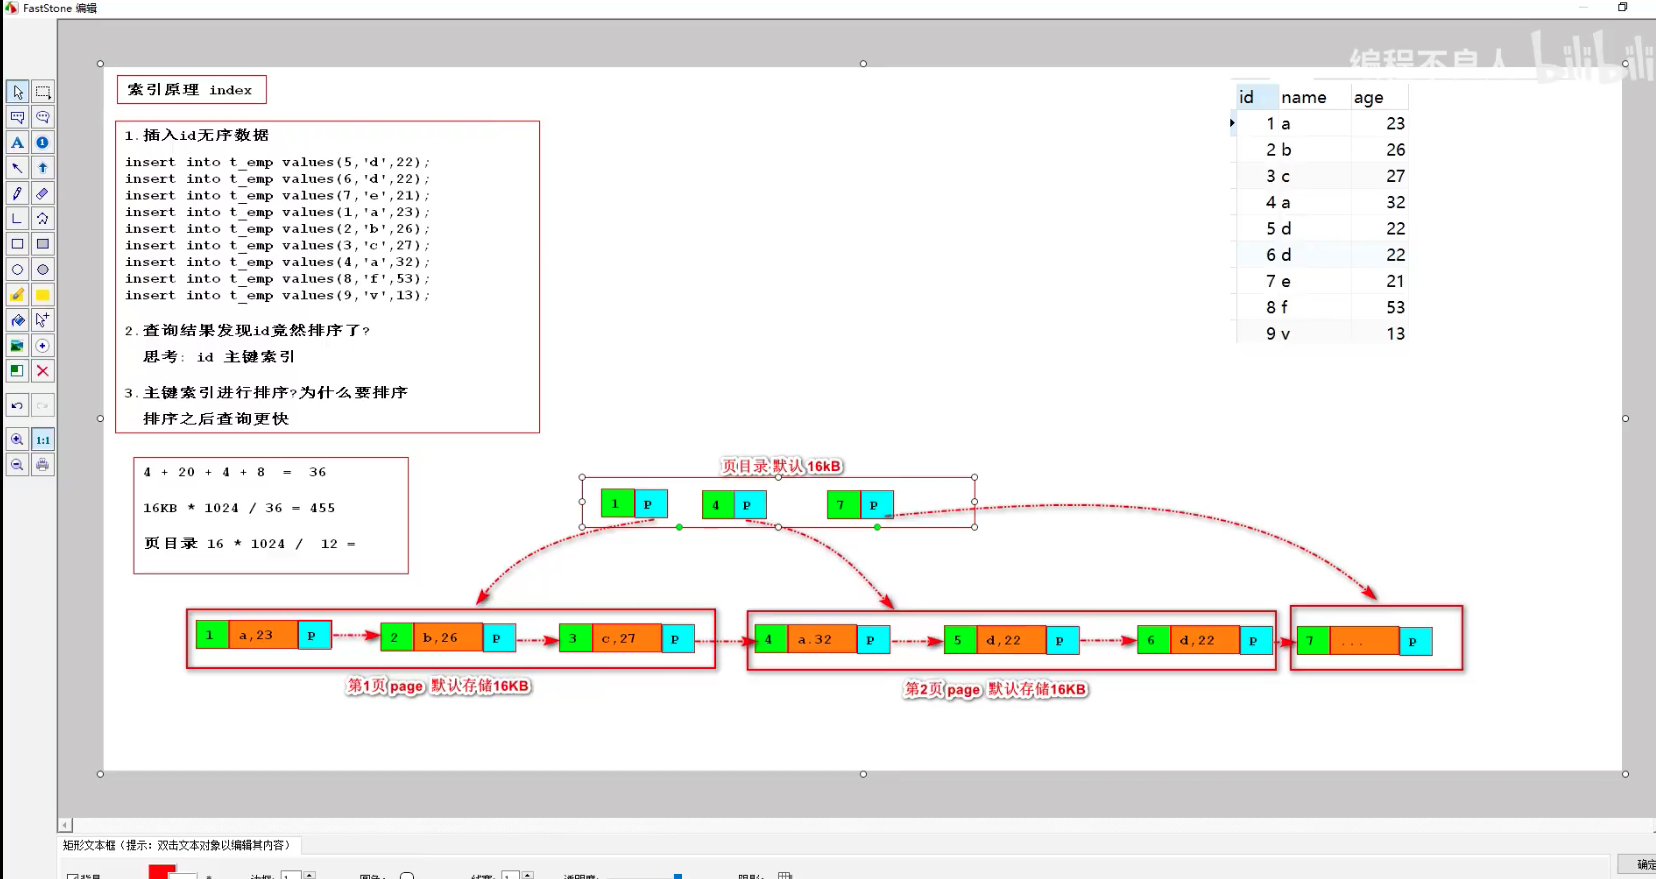 FastStone 编辑
编程不良人 bilibili
索引原理 index
1.插入id无序数据
insert into t_emp values(5,'d',22);
insert into t_emp values(6,'d',22);
insert into t_emp values(7,'e',21);
insert into t_emp values(1,'a',23);
insert into t_emp values(2,'b',26);
insert into t_emp values(3,'c',27);
insert into t_emp values(4,'a',32);
insert into t_emp values(8,'f',53);
insert into t_emp values(9,'v',13);
2.查询结果发现id竟然排序了?
思考: id 主键索引
3.主键索引进行排序?为什么要排序
排序之后查询更快
id name age
1 a 23
2 b 26
3 c 27
4 a 32
5 d 22
6 d 22
7 e 21
8 f 53
9 v 13
4 + 20 + 4 + 8 = 36
16KB * 1024 / 36 = 455
页目录 16 * 1024 / 12 =
页目录 默认 16kB
1 P 4 P 7 P
1 a,23 P 2 b,26 P 3 c,27 P 4 a.32 P 5 d,22 P 6 d,22 P 7 ... P
第1页 page 默认存储16KB
第2页 page 默认存储16KB
矩形文本框 (提示: 双击文本对象以编辑其内容)
确定